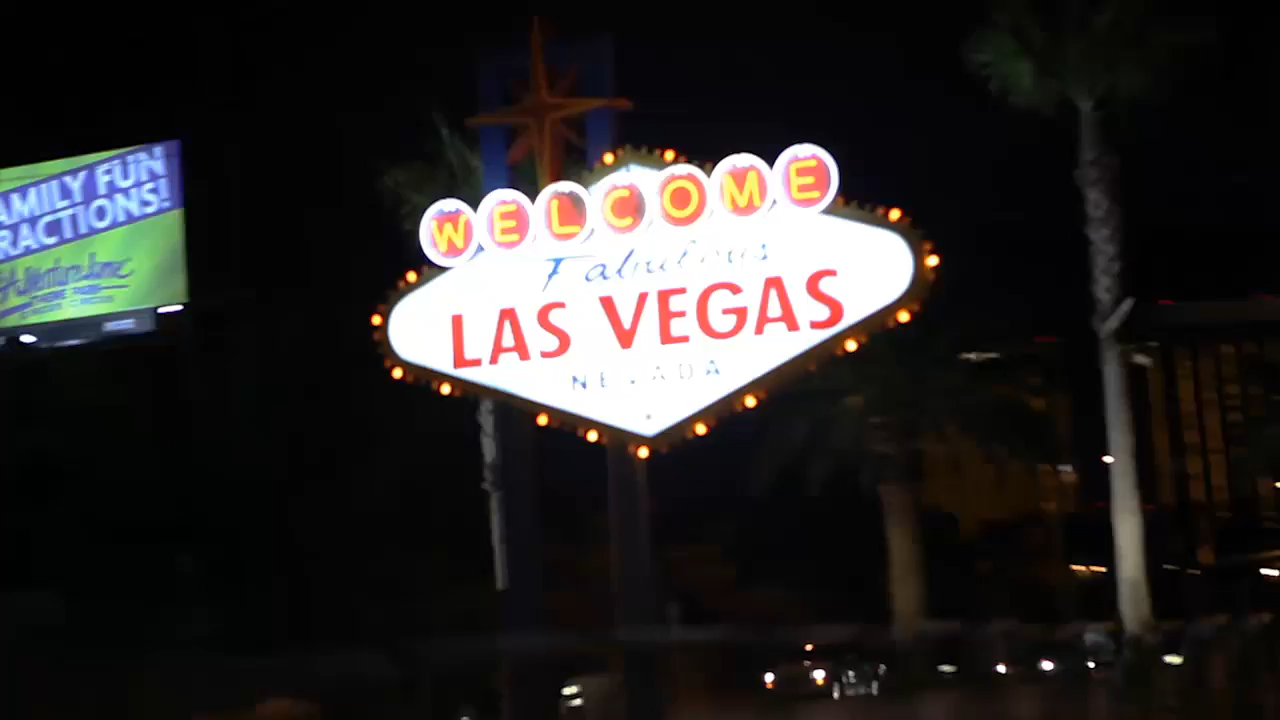 AMILY FUN
RACTIONS!
WELCOME
Fabulous
LAS VEGAS
NEVADA